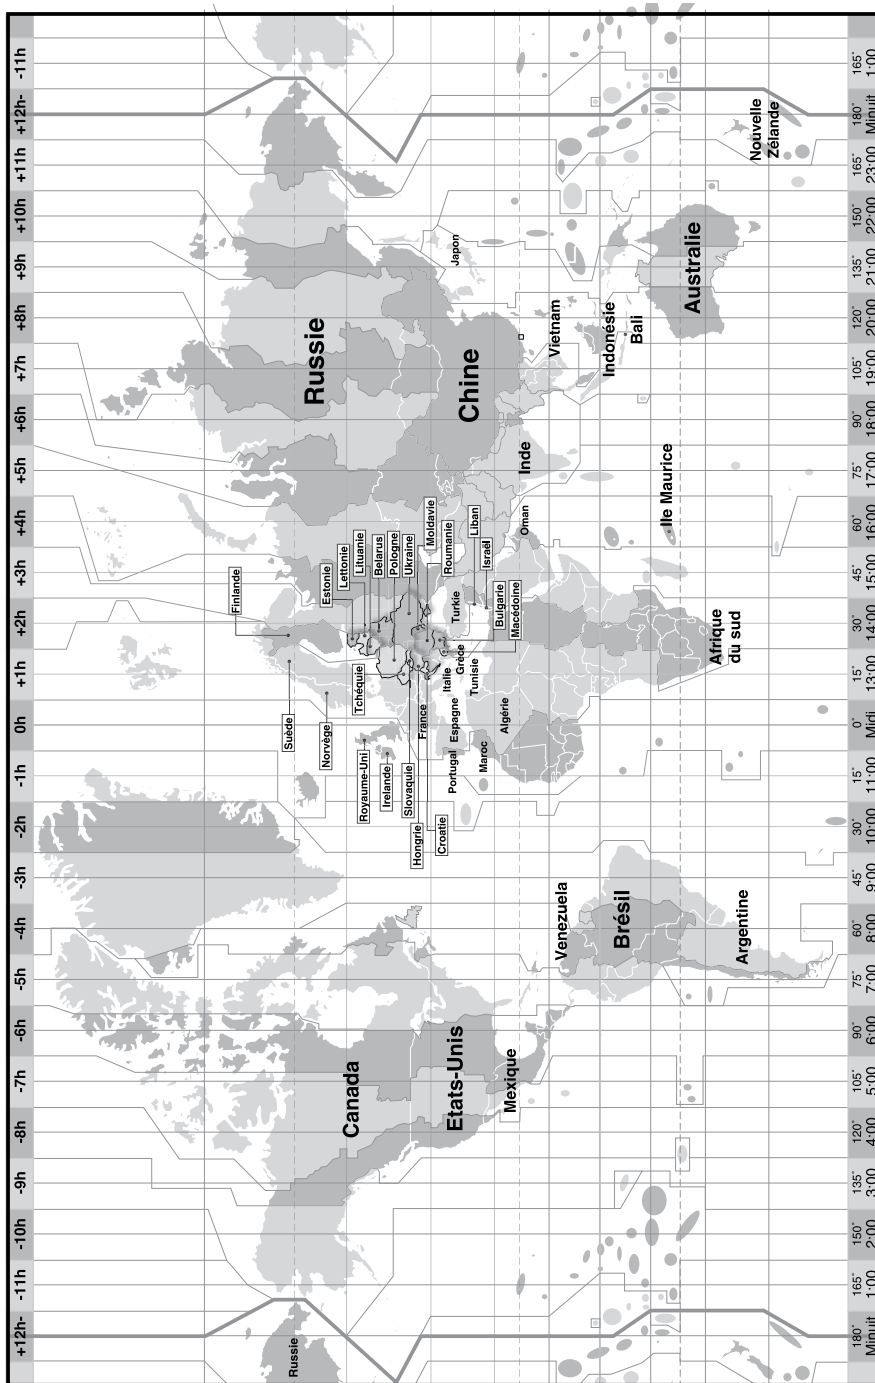 +12h- -11h -10h -9h -8h -7h -6h -5h -4h -3h -2h -1h 0h +1h +2h +3h +4h +5h +6h +7h +8h +9h +10h +11h +12h- -11h
Finlande
Suède
Russie
Norvège
Estonie
Russie
Lettonie
Canada
Tchéquie
Lituanie
Royaume-Uni
Belarus
Irlande
Pologne
Slovaquie
Ukraine
Hongrie
France
Moldavie
Croatie
Roumanie
Etats-Unis
Italie
Portugal
Espagne
Grèce
Turkie
Japon
Chine
Tunisie
Liban
Maroc
Israël
Bulgarie
Macédoine
Algérie
Mexique
Oman
Inde
Vietnam
Venezuela
Indonésie
Brésil
Bali
Ile Maurice
Australie
Afrique
du sud
Argentine
Nouvelle
Zélande
180˚ 165˚ 150˚ 135˚ 120˚ 105˚ 90˚ 75˚ 60˚ 45˚ 30˚ 15˚ 0˚ 15˚ 30˚ 45˚ 60˚ 75˚ 90˚ 105˚ 120˚ 135˚ 150˚ 165˚ 180˚ 165˚
Minuit 1:00 2:00 3:00 4:00 5:00 6:00 7:00 8:00 9:00 10:00 11:00 Midi 13:00 14:00 15:00 16:00 17:00 18:00 19:00 20:00 21:00 22:00 23:00 Minuit 1:00